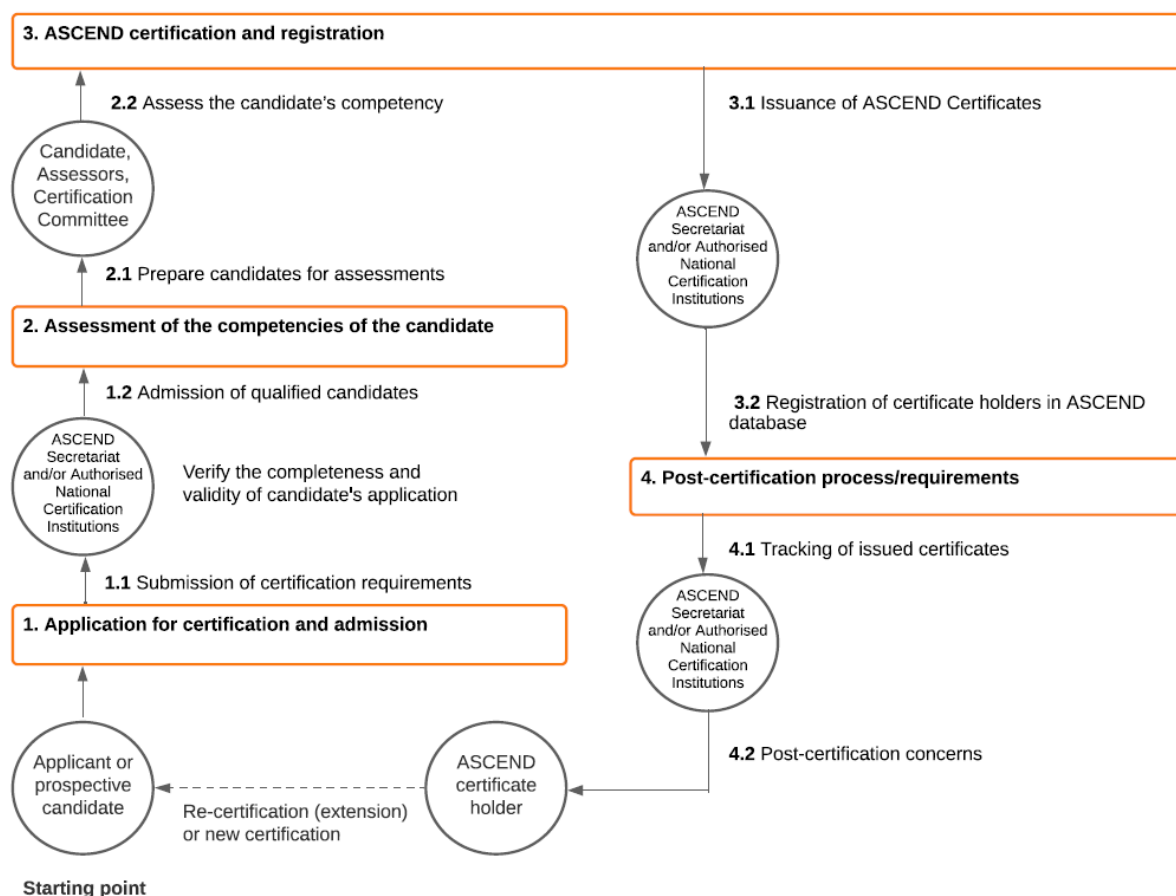 3. ASCEND certification and registration
2.2 Assess the candidate's competency
3.1 Issuance of ASCEND Certificates
Candidate,
Assessors,
Certification
Committee
ASCEND
Secretariat
and/or Authorised
National
Certification
Institutions
2.1 Prepare candidates for assessments
2. Assessment of the competencies of the candidate
1.2 Admission of qualified candidates
3.2 Registration of certificate holders in ASCEND
database
ASCEND
Secretariat
and/or Authorised
National
Certification
Institutions
Verify the completeness and
validity of candidate's application
4. Post-certification process/requirements
4.1 Tracking of issued certificates
1.1 Submission of certification requirements
ASCEND
Secretariat
and/or Authorised
National
Certification
Institutions
1. Application for certification and admission
4.2 Post-certification concerns
Applicant or
prospective
candidate
ASCEND
certificate
holder
Re-certification (extension)
or new certification
Starting point